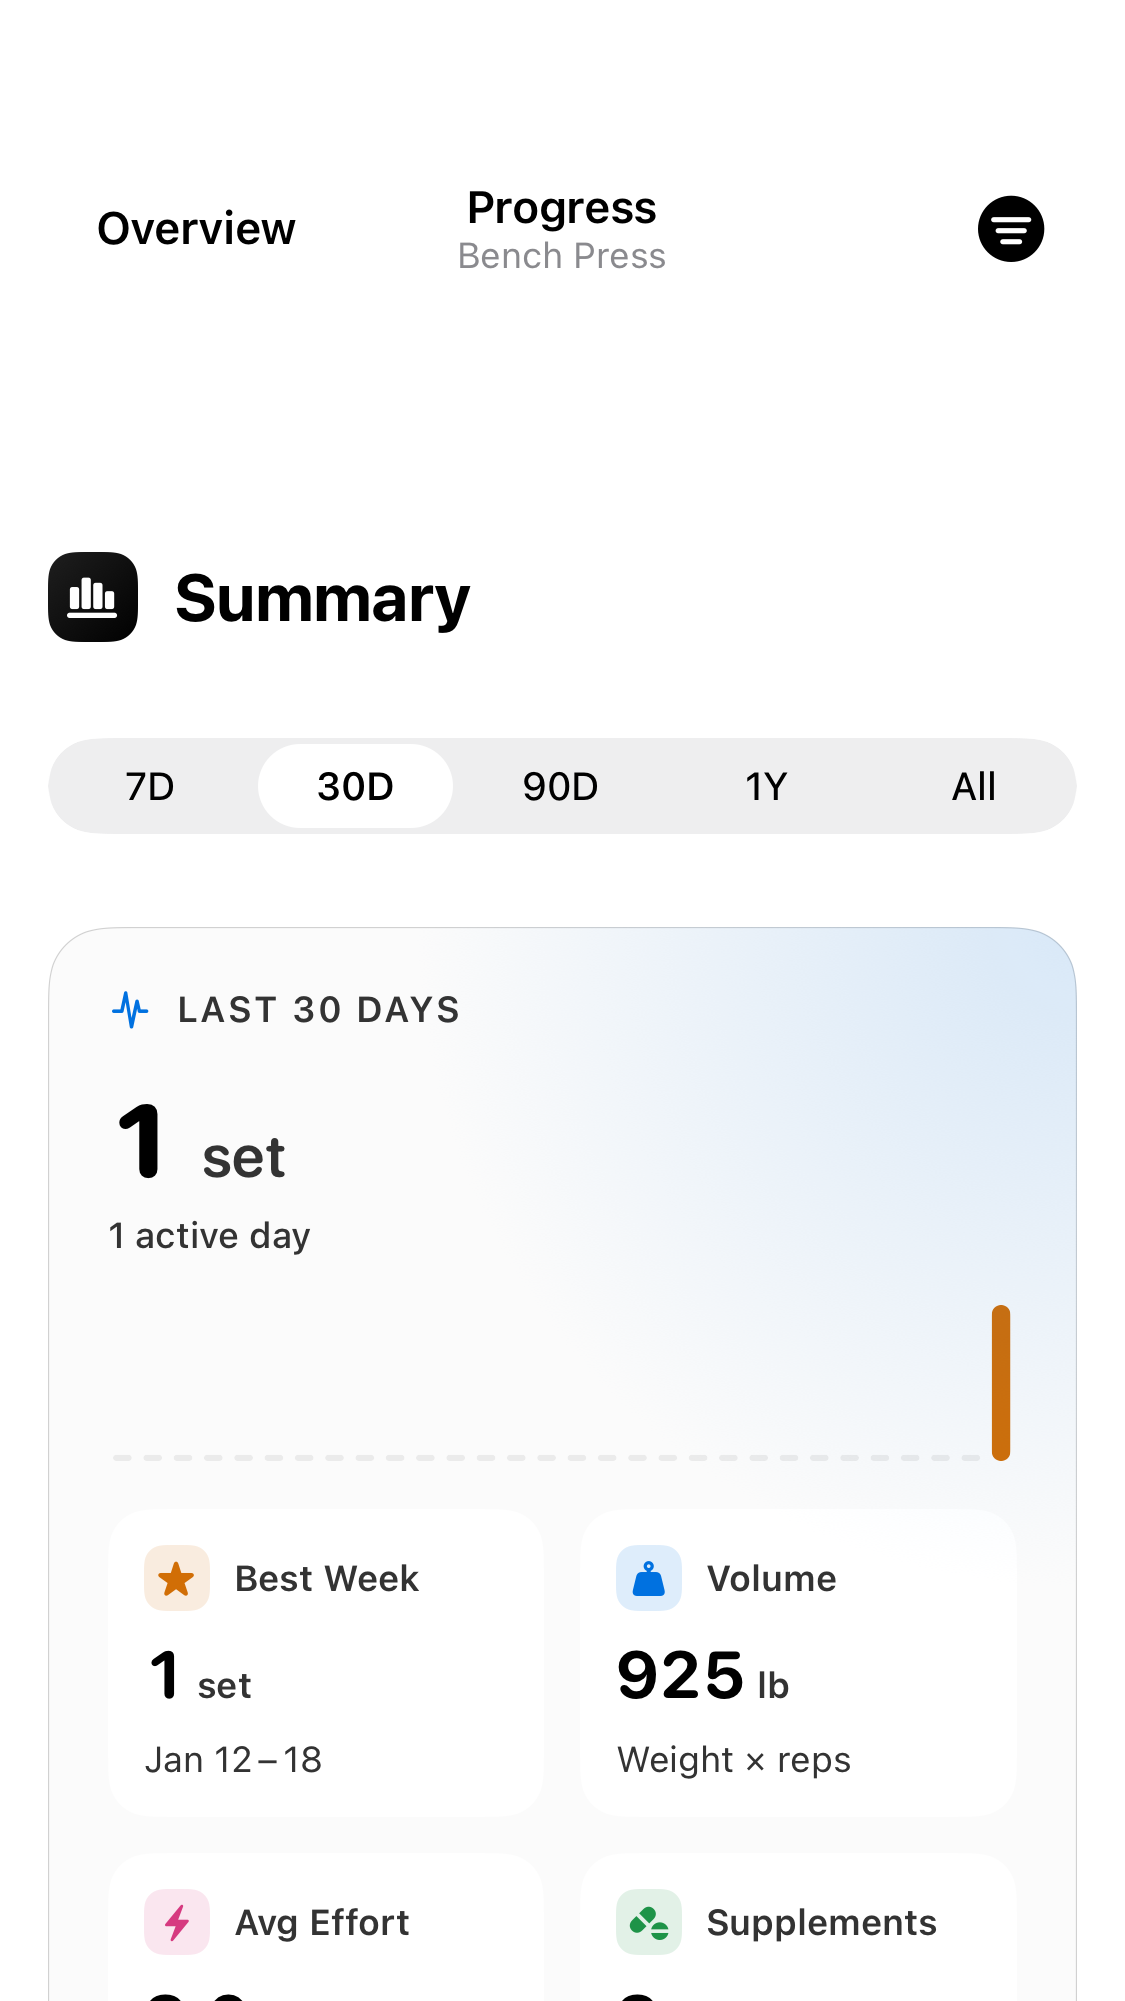 Overview
Progress
Bench Press
Summary
7D 30D 90D 1Y All
LAST 30 DAYS
1 set
1 active day
Best Week
1 set
Jan 12–18
Volume
925 lb
Weight × reps
Avg Effort
Supplements